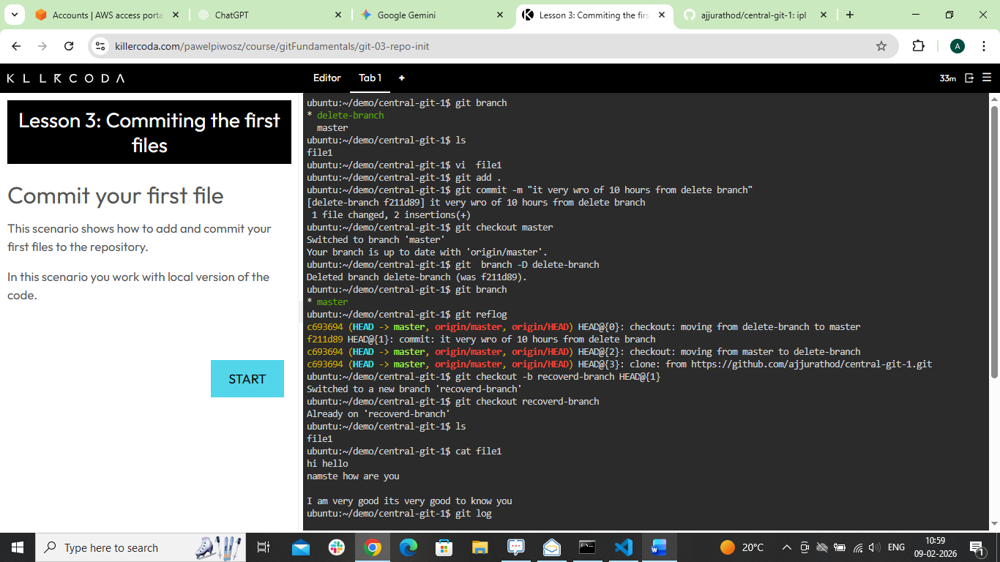 Accounts | AWS access porta
ChatGPT
Google Gemini
Lesson 3: Commiting the firs
ajjurathod/central-git-1: ipl
killercoda.com/pawelpiwosz/course/gitFundamentals/git-03-repo-init
A
KILLERCODA
Editor
Tab 1
+
33m
Lesson 3: Commiting the first
files
Commit your first file
This scenario shows how to add and commit your
first files to the repository.
In this scenario you work with local version of the
code.
START
ubuntu:~/demo/central-git-1$ git branch
* delete-branch
  master
ubuntu:~/demo/central-git-1$ ls
file1
ubuntu:~/demo/central-git-1$ vi  file1
ubuntu:~/demo/central-git-1$ git add .
ubuntu:~/demo/central-git-1$ git commit -m "it very wro of 10 hours from delete branch"
[delete-branch f211d89] it very wro of 10 hours from delete branch
 1 file changed, 2 insertions(+)
ubuntu:~/demo/central-git-1$ git checkout master
Switched to branch 'master'
Your branch is up to date with 'origin/master'.
ubuntu:~/demo/central-git-1$ git  branch -D delete-branch
Deleted branch delete-branch (was f211d89).
ubuntu:~/demo/central-git-1$ git branch
* master
ubuntu:~/demo/central-git-1$ git reflog
c693694 (HEAD -> master, origin/master, origin/HEAD) HEAD@{0}: checkout: moving from delete-branch to master
f211d89 HEAD@{1}: commit: it very wro of 10 hours from delete branch
c693694 (HEAD -> master, origin/master, origin/HEAD) HEAD@{2}: checkout: moving from master to delete-branch
c693694 (HEAD -> master, origin/master, origin/HEAD) HEAD@{3}: clone: from https://github.com/ajjurathod/central-git-1.git
ubuntu:~/demo/central-git-1$ git checkout -b recoverd-branch HEAD@{1}
Switched to a new branch 'recoverd-branch'
ubuntu:~/demo/central-git-1$ git checkout recoverd-branch
Already on 'recoverd-branch'
ubuntu:~/demo/central-git-1$ ls
file1
ubuntu:~/demo/central-git-1$ cat file1
hi hello
namste how are you
I am very good its very good to know you
ubuntu:~/demo/central-git-1$ git log
Type here to search
20°C
ENG
10:59
09-02-2026
1